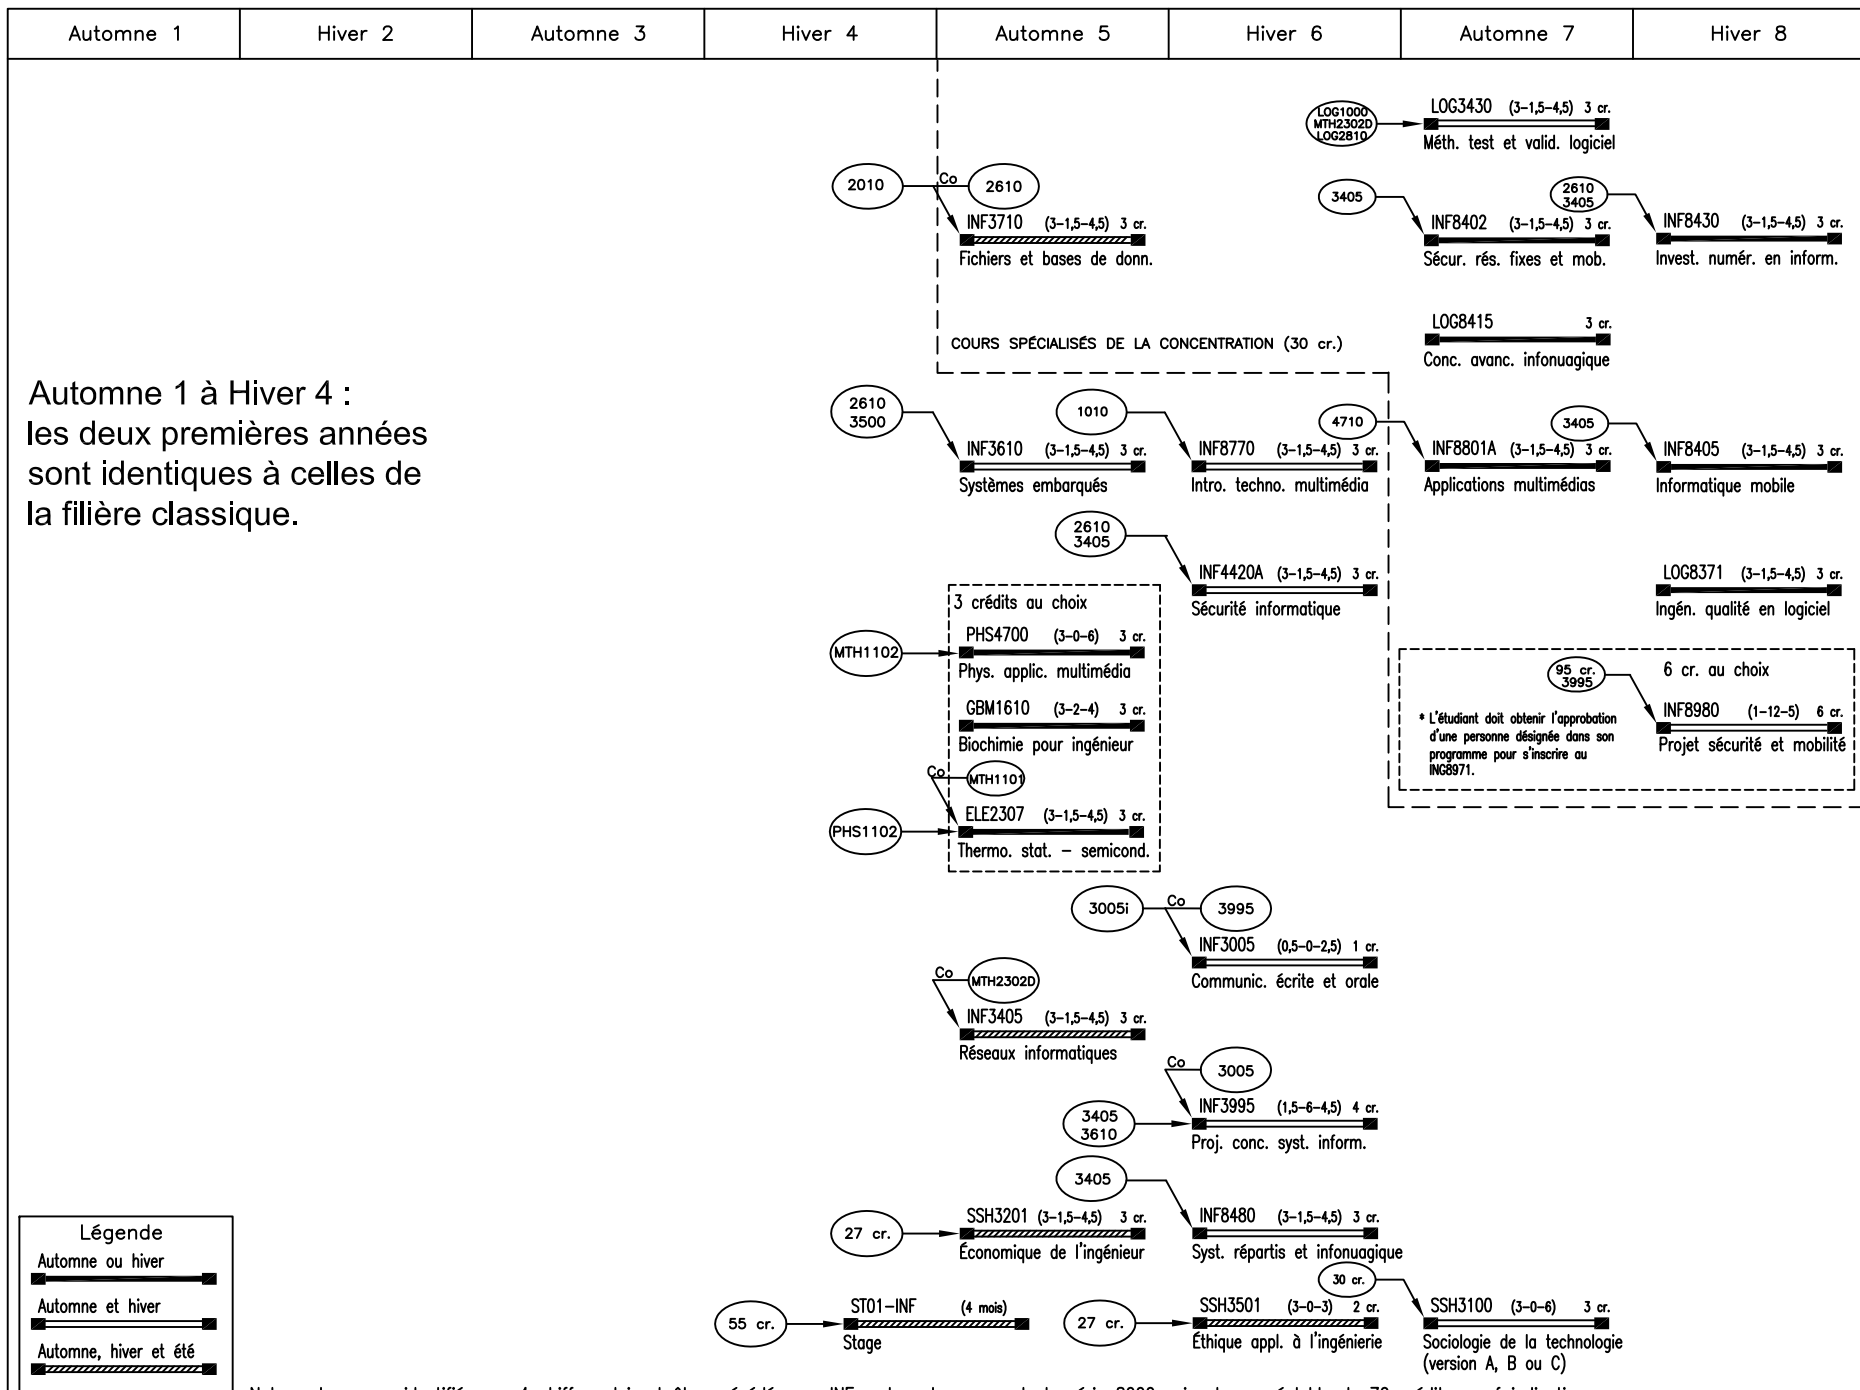 Automne 1
Hiver 2
Automne 3
Hiver 4
Automne 5
Hiver 6
Automne 7
Hiver 8
LOG1000
MTH2302D
LOG2810
LOG3430 (3-1,5-4,5) 3 cr.
Méth. test et valid. logiciel
2010
Co
2610
INF3710 (3-1,5-4,5) 3 cr.
Fichiers et bases de donn.
3405
INF8402 (3-1,5-4,5) 3 cr.
Sécur. rés. fixes et mob.
2610
3405
INF8430 (3-1,5-4,5) 3 cr.
Invest. numér. en inform.
COURS SPÉCIALISÉS DE LA CONCENTRATION (30 cr.)
LOG8415 3 cr.
Conc. avanc. infonuagique
Automne 1 à Hiver 4 :
les deux premières années
sont identiques à celles de
la filière classique.
2610
3500
INF3610 (3-1,5-4,5) 3 cr.
Systèmes embarqués
1010
INF8770 (3-1,5-4,5) 3 cr.
Intro. techno. multimédia
4710
INF8801A (3-1,5-4,5) 3 cr.
Applications multimédias
3405
INF8405 (3-1,5-4,5) 3 cr.
Informatique mobile
2610
3405
INF4420A (3-1,5-4,5) 3 cr.
Sécurité informatique
LOG8371 (3-1,5-4,5) 3 cr.
Ingén. qualité en logiciel
3 crédits au choix
MTH1102
PHS4700 (3-0-6) 3 cr.
Phys. applic. multimédia
GBM1610 (3-2-4) 3 cr.
Biochimie pour ingénieur
Co
MTH1101
PHS1102
ELE2307 (3-1,5-4,5) 3 cr.
Thermo. stat. - semicond.
95 cr.
3995
6 cr. au choix
INF8980 (1-12-5) 6 cr.
Projet sécurité et mobilité
* L'étudiant doit obtenir l'approbation
d'une personne désignée dans son
programme pour s'inscrire au
ING8971.
3005i
Co
3995
INF3005 (0,5-0-2,5) 1 cr.
Communic. écrite et orale
Co
MTH2302D
INF3405 (3-1,5-4,5) 3 cr.
Réseaux informatiques
Co
3005
3405
3610
INF3995 (1,5-6-4,5) 4 cr.
Proj. conc. syst. inform.
3405
27 cr.
SSH3201 (3-1,5-4,5) 3 cr.
Économique de l'ingénieur
INF8480 (3-1,5-4,5) 3 cr.
Syst. répartis et infonuagique
55 cr.
ST01-INF (4 mois)
Stage
27 cr.
SSH3501 (3-0-3) 2 cr.
Éthique appl. à l'ingénierie
30 cr.
SSH3100 (3-0-6) 3 cr.
Sociologie de la technologie
(version A, B ou C)
Légende
Automne ou hiver
Automne et hiver
Automne, hiver et été